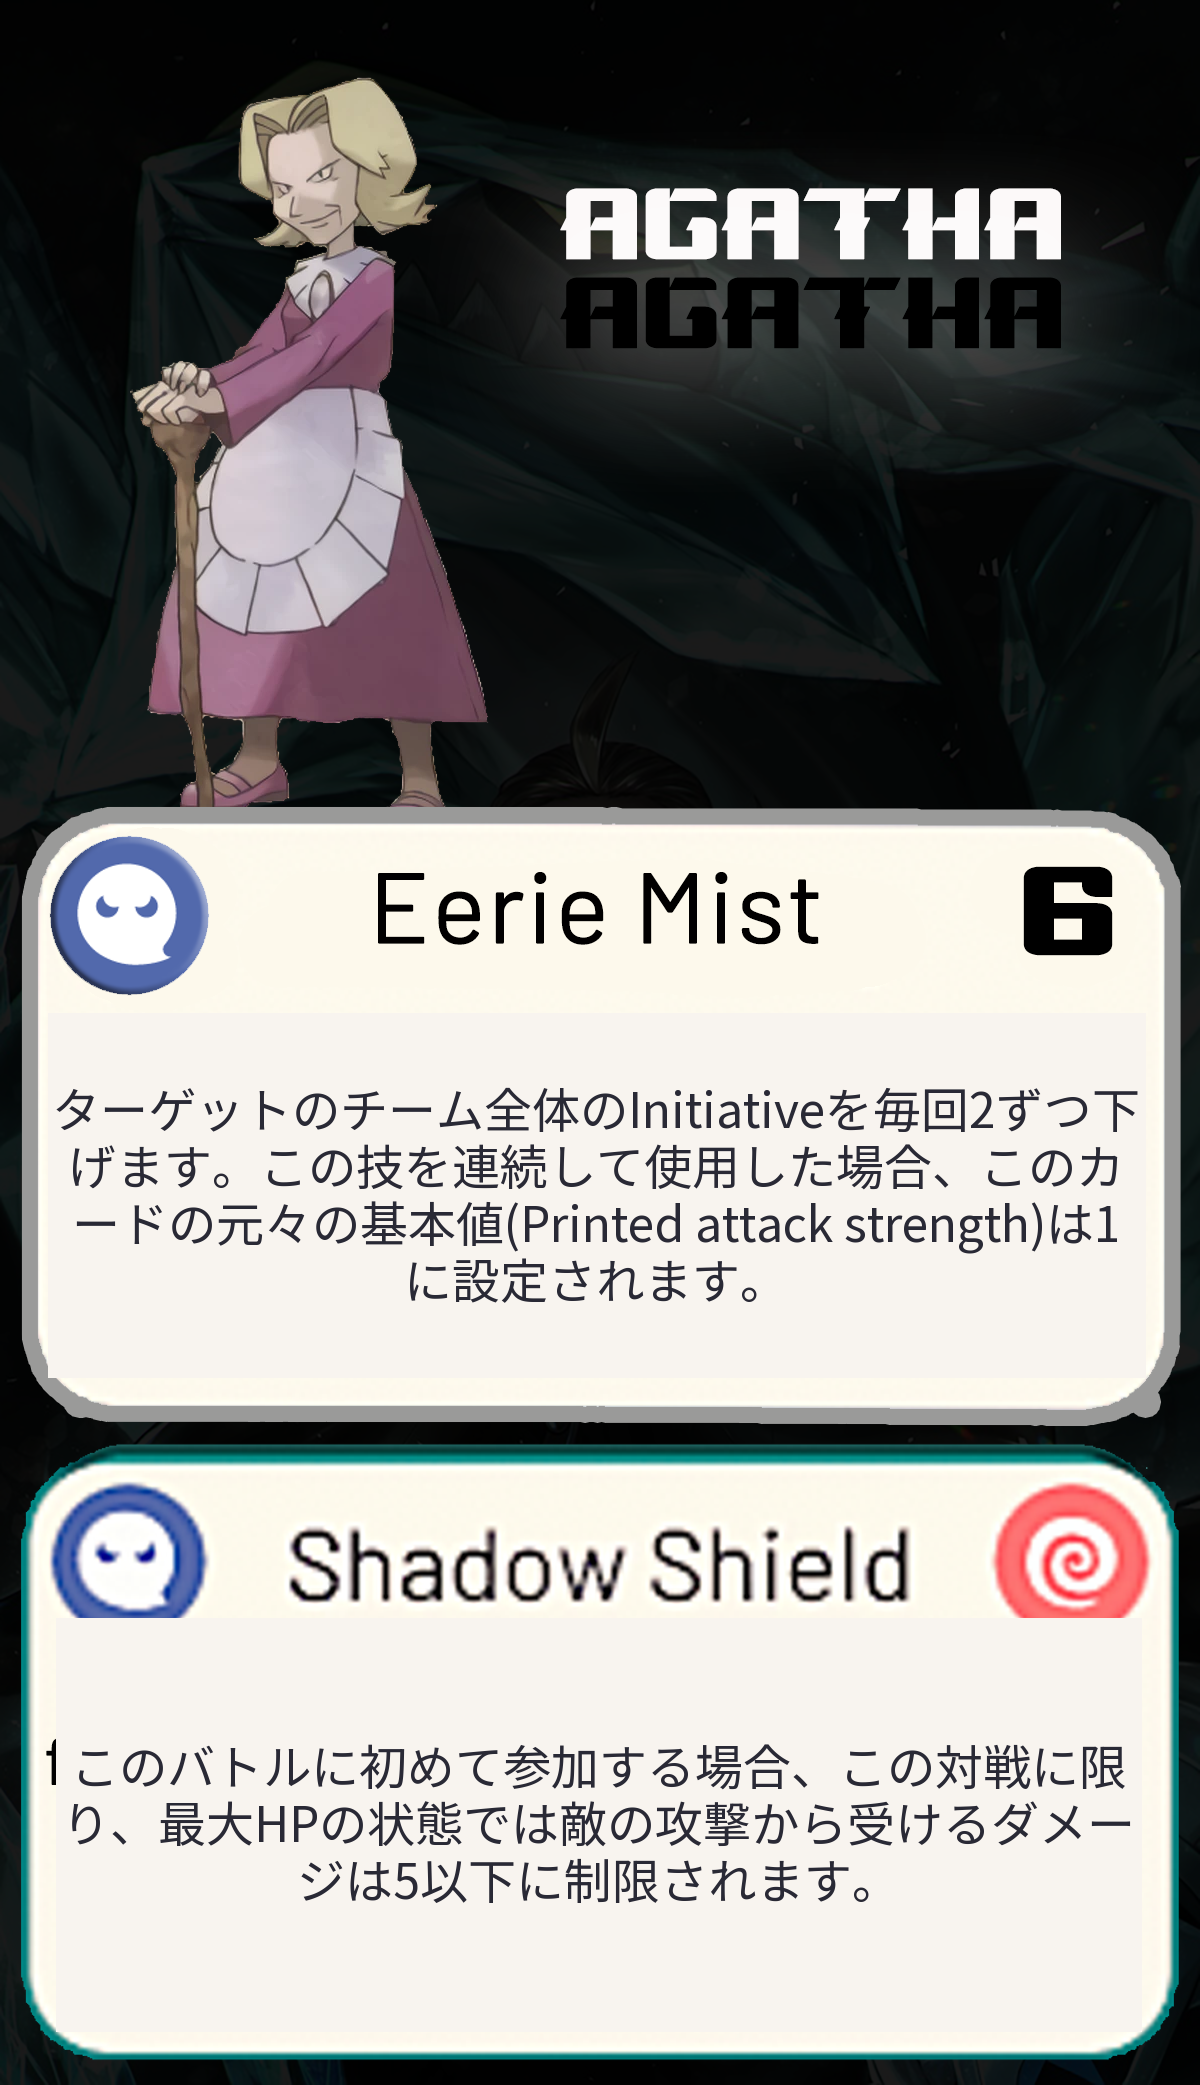 AGATHA
AGATHA
Eerie Mist
6
ターゲットのチーム全体のInitiativeを毎回2ずつ下
げます。この技を連続して使用した場合、このカ
ードの元々の基本値(Printed attack strength)は1
に設定されます。
Shadow Shield
このバトルに初めて参加する場合、この対戦に限
り、最大HPの状態では敵の攻撃から受けるダメー
ジは5以下に制限されます。